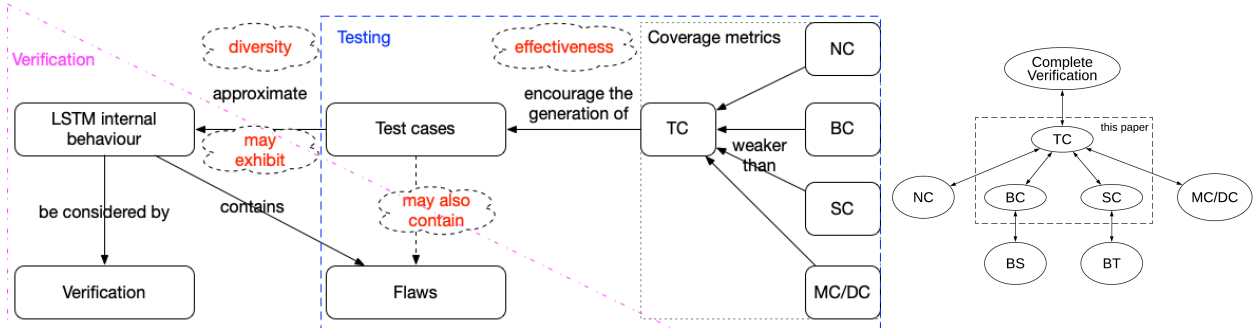 Verification
diversity
Testing
effectiveness
Coverage metrics
NC
approximate
encourage the
generation of
LSTM internal
behaviour
Test cases
TC
BC
may
exhibit
weaker
than
be considered by
contains
may also
contain
SC
Verification
Flaws
MC/DC
Complete
Verification
this paper
TC
NC
BC
SC
MC/DC
BS
BT